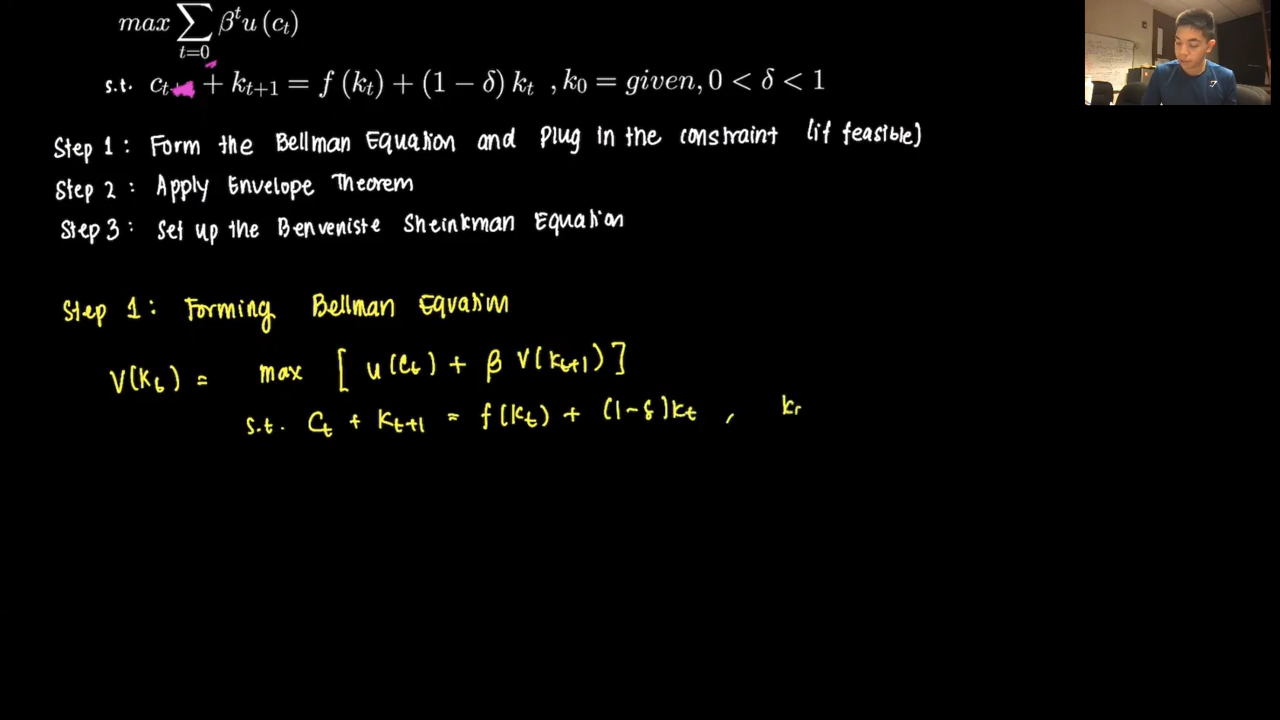 max ∑_{t=0} β^t u (c_t)
s.t. c_t + k_{t+1} = f (k_t) + (1 − δ) k_t , k_0 = given, 0 < δ < 1
Step 1 : Form the Bellman Equation and Plug in the constraint (if feasible)
Step 2 : Apply Envelope Theorem
Step 3 : Set up the Benveniste Sheinkman Equation
Step 1 : Forming Bellman Equation
V(K_t) = max [ u(C_t) + β V(K_{t+1}) ]
s.t. C_t + K_{t+1} = f(K_t) + (1-δ)K_t ,